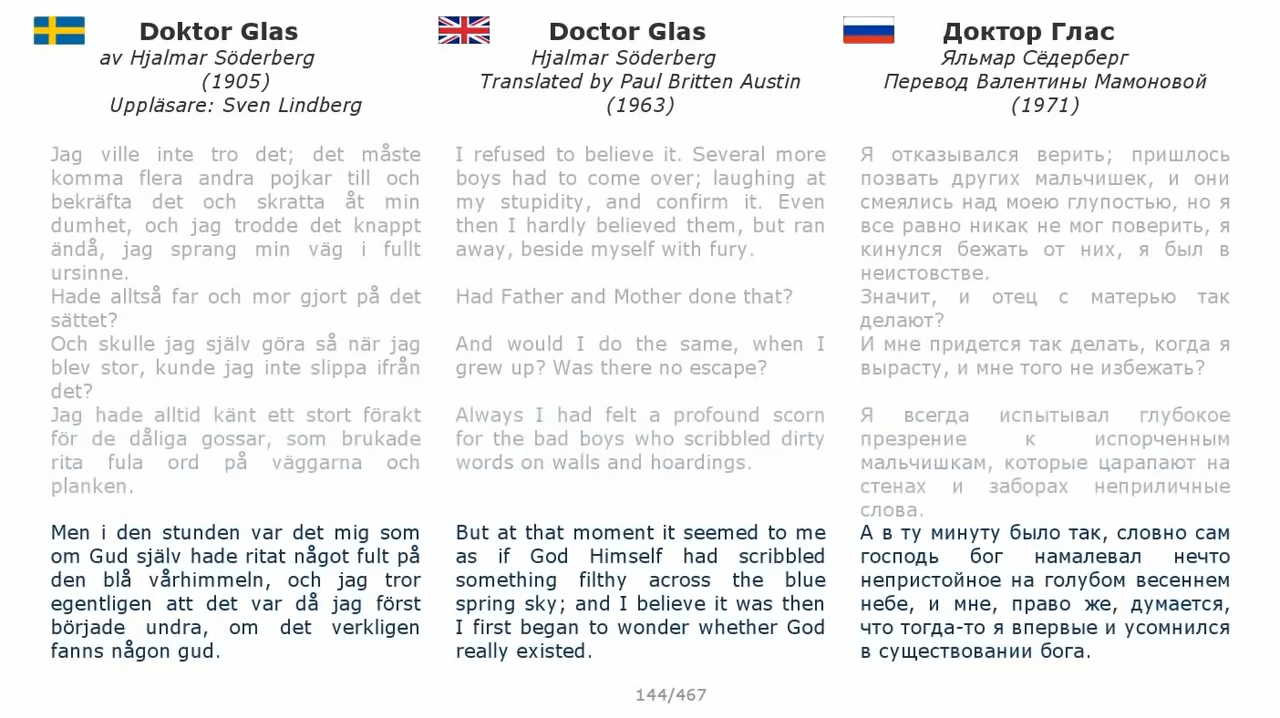 Doktor Glas
av Hjalmar Söderberg
(1905)
Uppläsare: Sven Lindberg
Jag ville inte tro det; det måste
komma flera andra pojkar till och
bekräfta det och skratta åt min
dumhet, och jag trodde det knappt
ändå, jag sprang min väg i fullt
ursinne.
Hade alltså far och mor gjort på det
sättet?
Och skulle jag själv göra så när jag
blev stor, kunde jag inte slippa ifrån
det?
Jag hade alltid känt ett stort förakt
för de dåliga gossar, som brukade
rita fula ord på väggarna och
planken.
Men i den stunden var det mig som
om Gud själv hade ritat något fult på
den blå vårhimmeln, och jag tror
egentligen att det var då jag först
började undra, om det verkligen
fanns någon gud.
Doctor Glas
Hjalmar Söderberg
Translated by Paul Britten Austin
(1963)
I refused to believe it. Several more
boys had to come over; laughing at
my stupidity, and confirm it. Even
then I hardly believed them, but ran
away, beside myself with fury.
Had Father and Mother done that?
And would I do the same, when I
grew up? Was there no escape?
Always I had felt a profound scorn
for the bad boys who scribbled dirty
words on walls and hoardings.
But at that moment it seemed to me
as if God Himself had scribbled
something filthy across the blue
spring sky; and I believe it was then
I first began to wonder whether God
really existed.
Доктор Глас
Яльмар Сёдерберг
Перевод Валентины Мамоновой
(1971)
Я отказывался верить; пришлось
позвать других мальчишек, и они
смеялись над моею глупостью, но я
все равно никак не мог поверить, я
кинулся бежать от них, я был в
неистовстве.
Значит, и отец с матерью так
делают?
И мне придется так делать, когда я
вырасту, и мне того не избежать?
Я всегда испытывал глубокое
презрение к испорченным
мальчишкам, которые царапают на
стенах и заборах неприличные
слова.
А в ту минуту было так, словно сам
господь бог намалевал нечто
непристойное на голубом весеннем
небе, и мне, право же, думается,
что тогда-то я впервые и усомнился
в существовании бога.
144/467